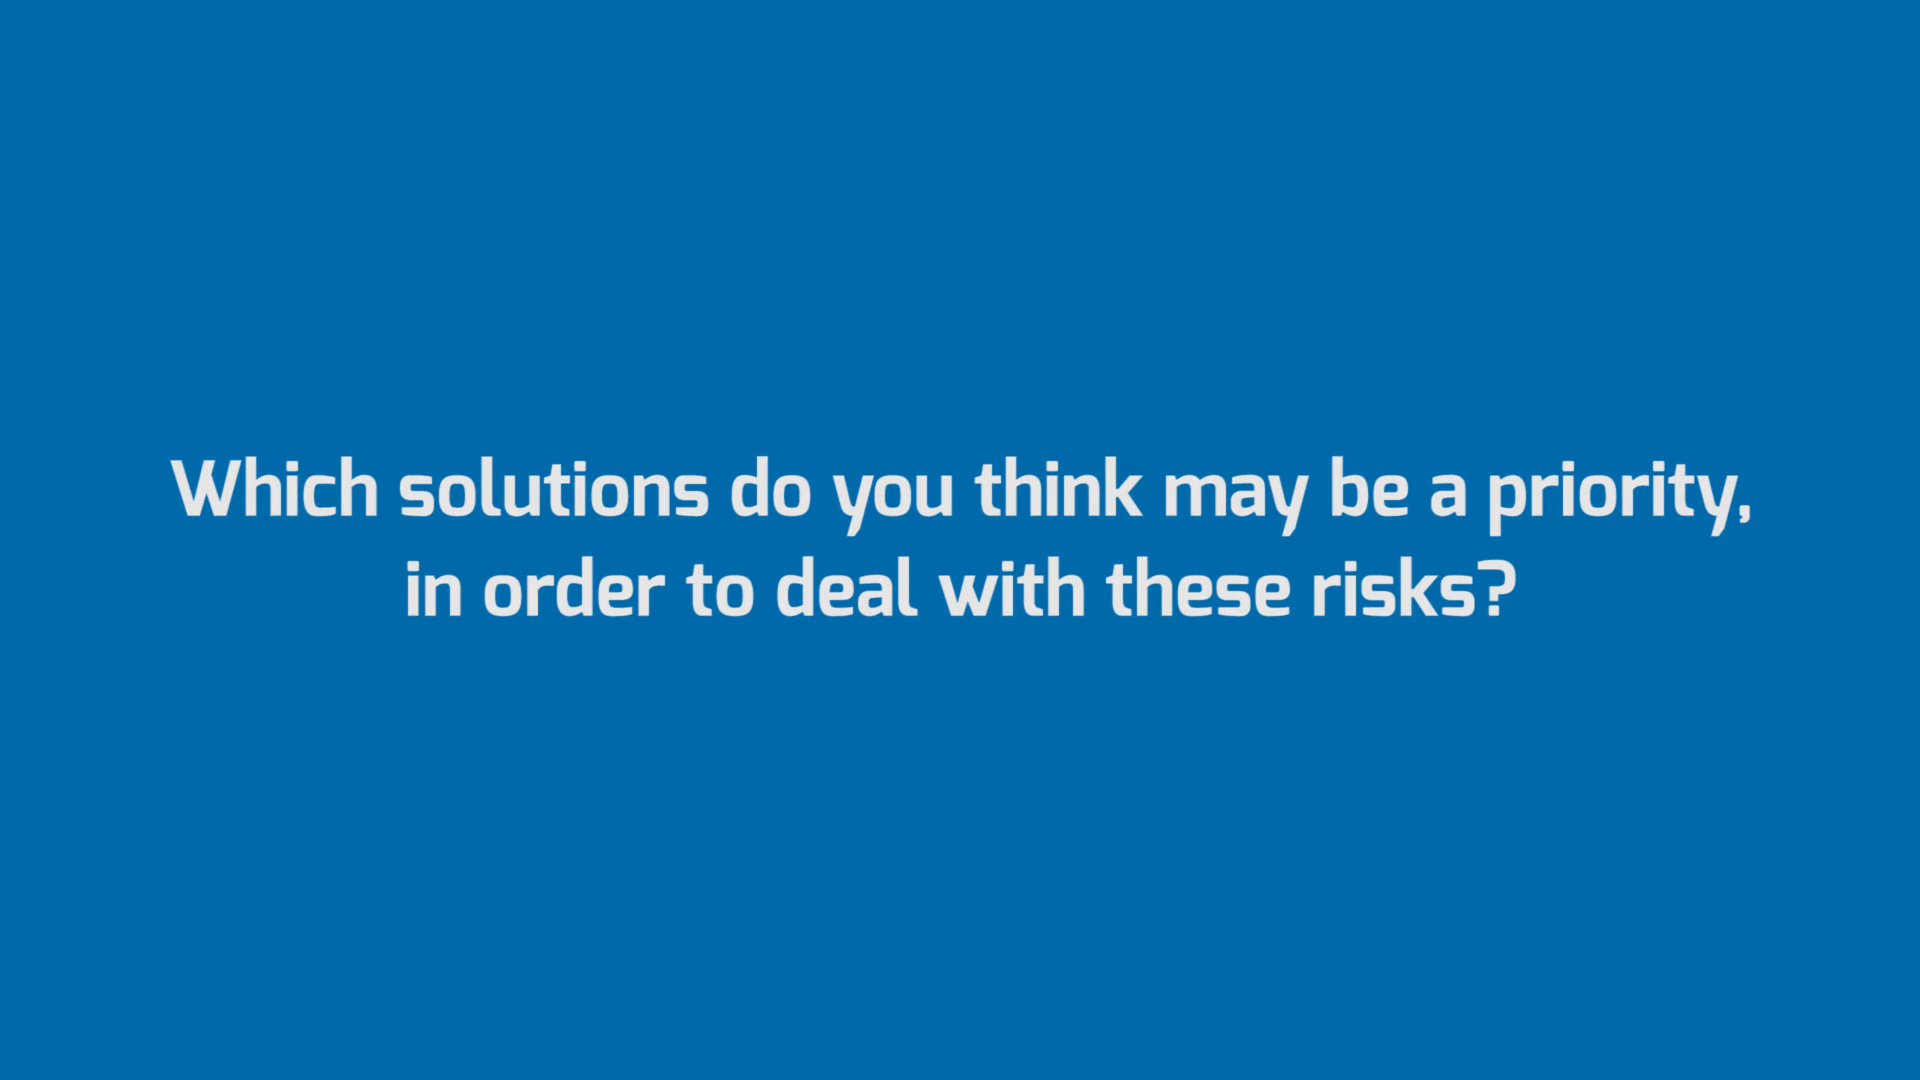 Which solutions do you think may be a priority,
in order to deal with these risks?